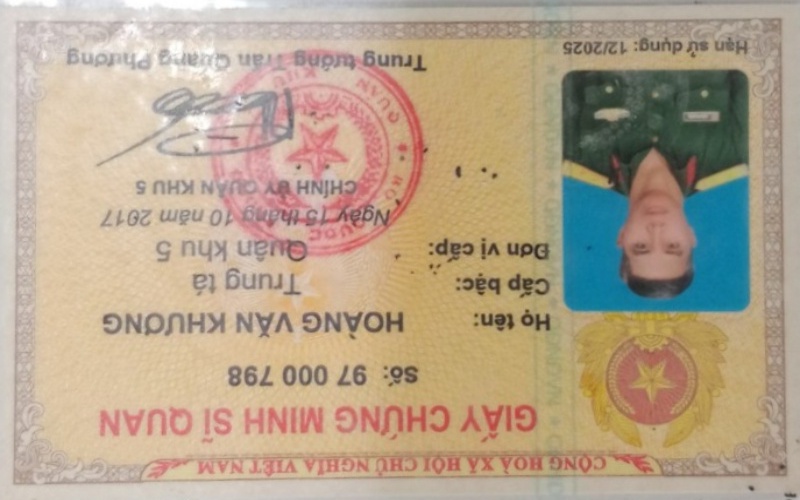 CỘNG HOÀ XÃ HỘI CHỦ NGHĨA VIỆT NAM
GIẤY CHỨNG MINH SĨ QUAN
Số: 97 000 798
Họ tên: HOÀNG VĂN KHƯƠNG
Cấp bậc: Trung tá
Đơn vị cấp: Quân khu 5
Ngày 15 tháng 10 năm 2017
CHÍNH ỦY QUÂN KHU 5
Trung tướng Trần Quang Phương
Hạn sử dụng: 12/2025